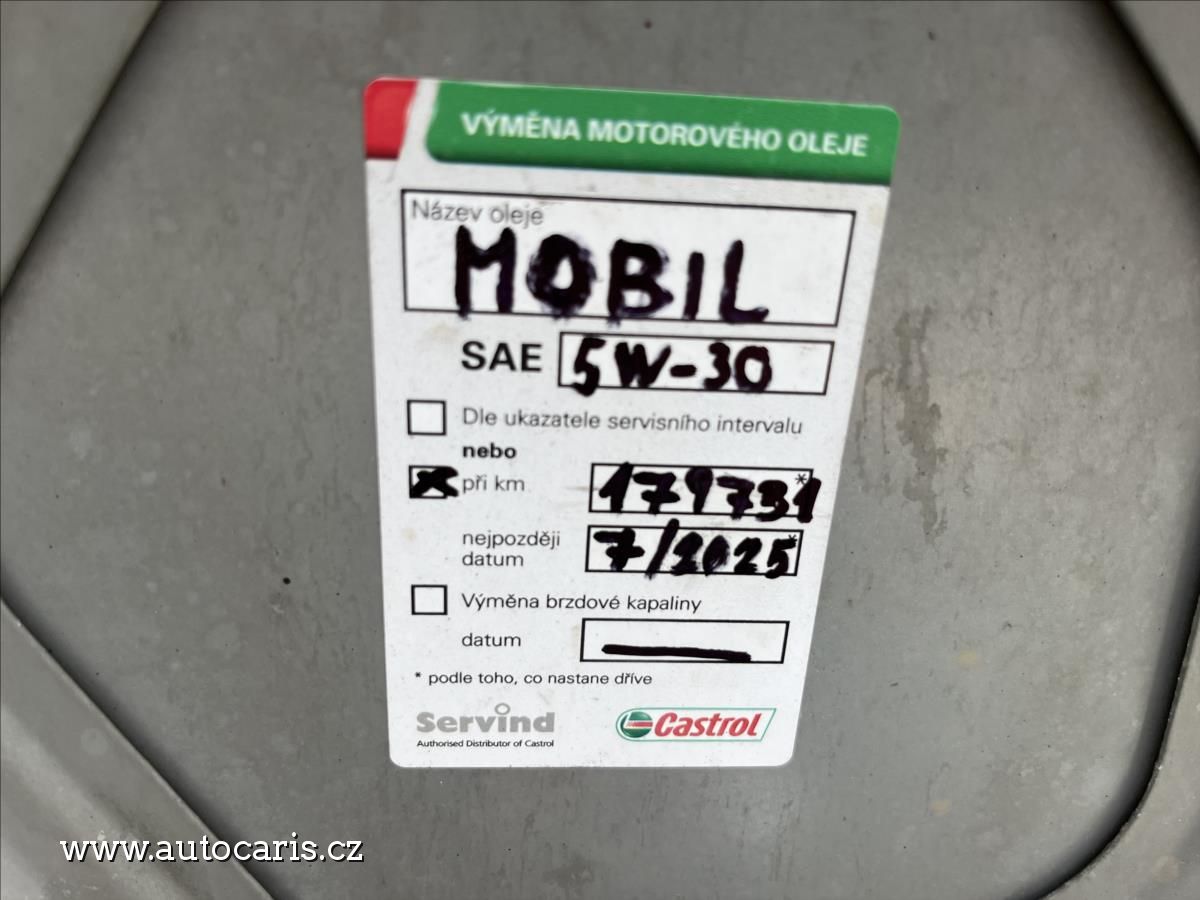 VÝMĚNA MOTOROVÉHO OLEJE
Název oleje
MOBIL
SAE 5W-30
Dle ukazatele servisního intervalu
nebo
při km 179731*
nejpozději
datum 7/2025*
Výměna brzdové kapaliny
datum
* podle toho, co nastane dříve
Servind Castrol
Authorised Distributor of Castrol
www.autocaris.cz